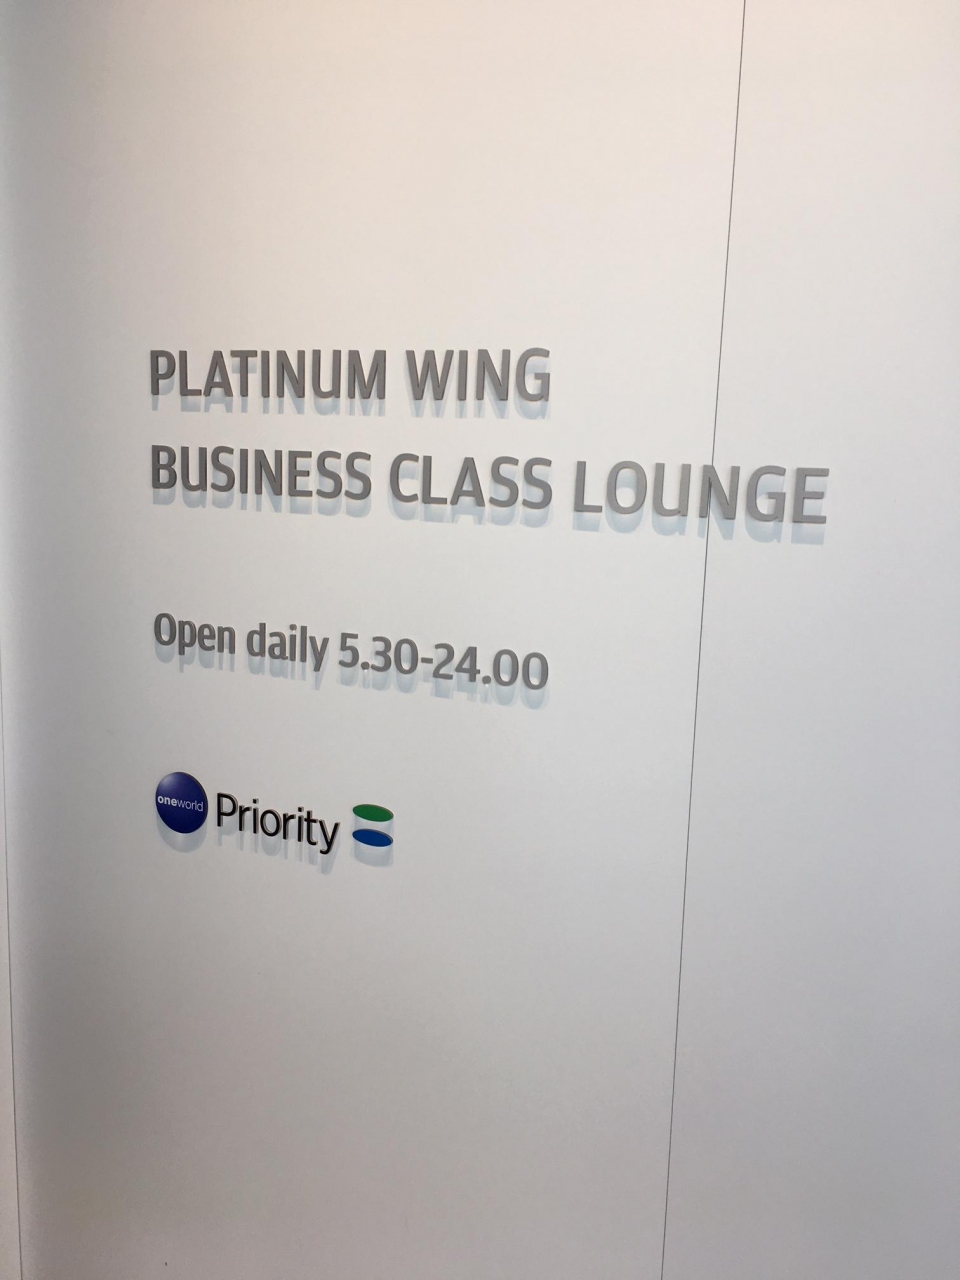 PLATINUM WING
BUSINESS CLASS LOUNGE
Open daily 5.30-24.00
oneworld Priority